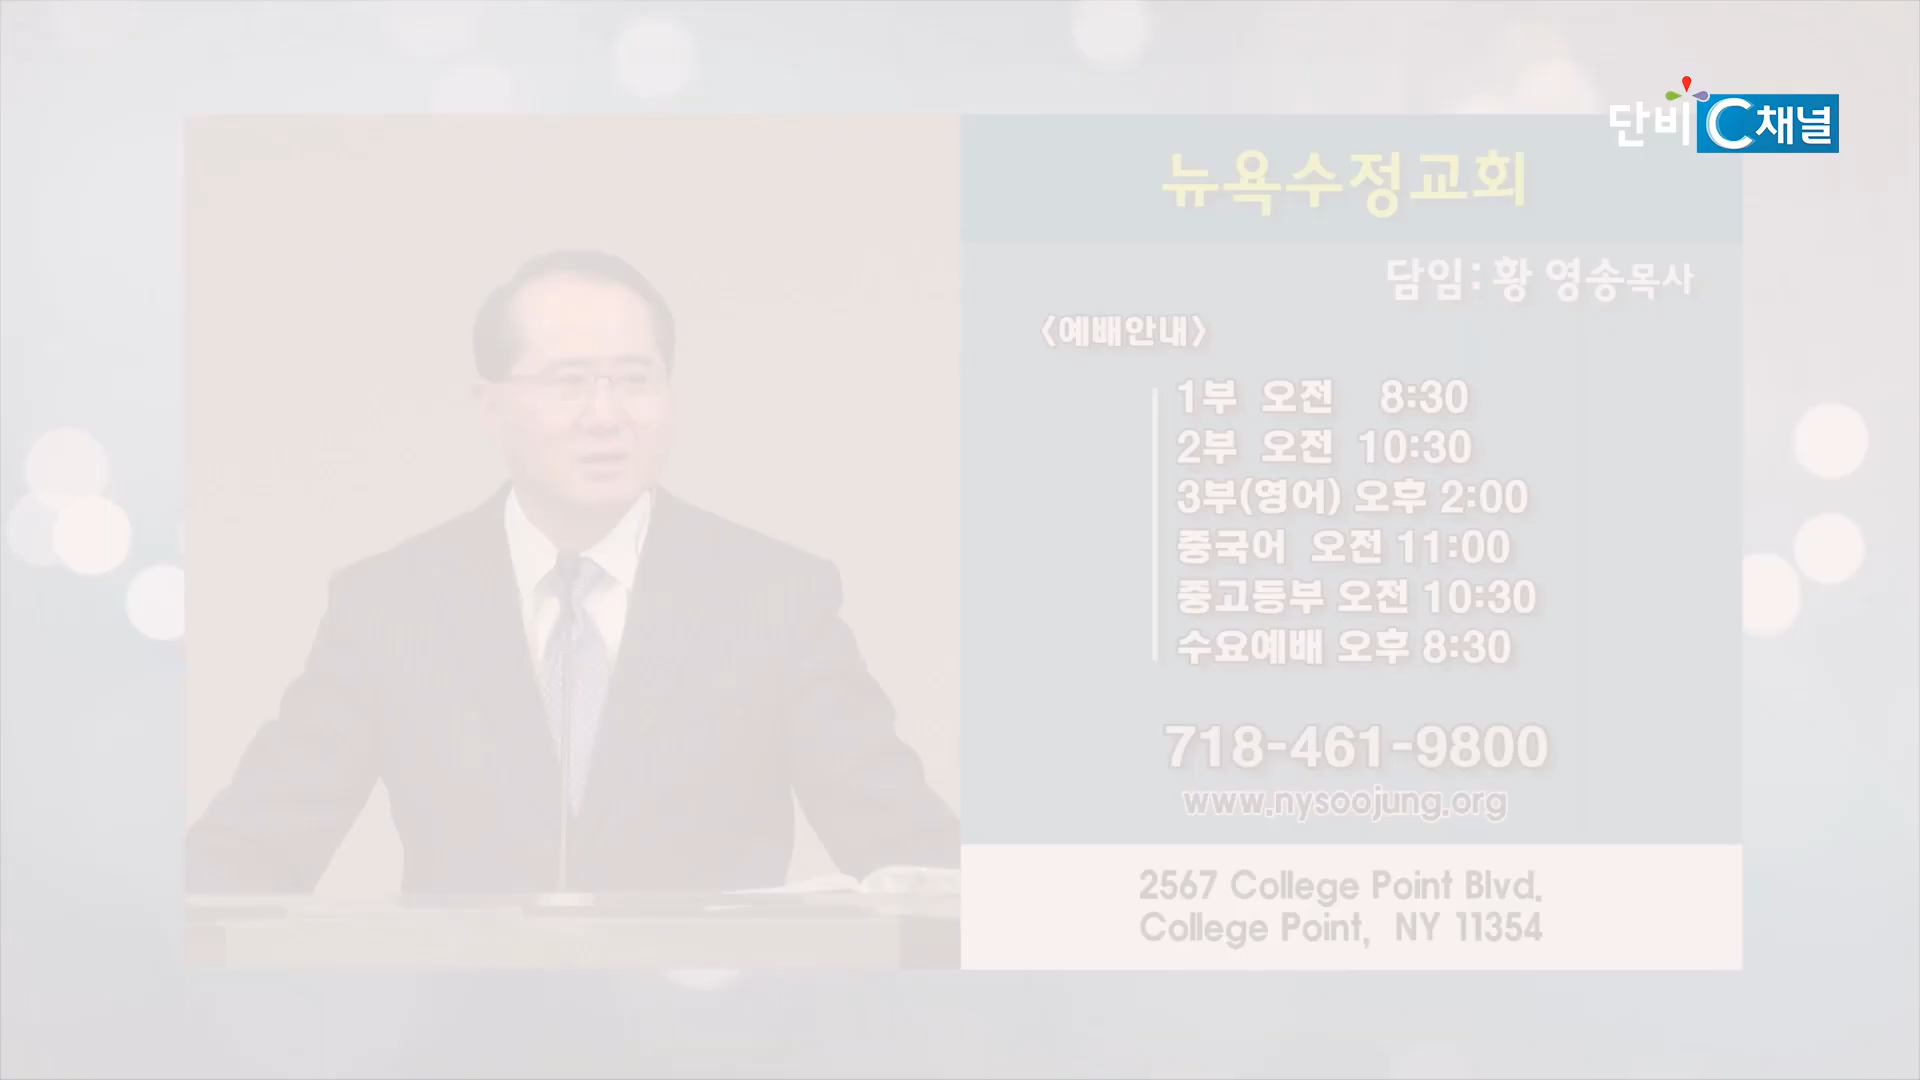 단비 C채널
뉴욕수정교회
담임: 황 영송목사
<예배안내>
1부 오전 8:30
2부 오전 10:30
3부(영어) 오후 2:00
중국어 오전 11:00
중고등부 오전 10:30
수요예배 오후 8:30
718-461-9800
www.nysoojung.org
2567 College Point Blvd.
College Point, NY 11354